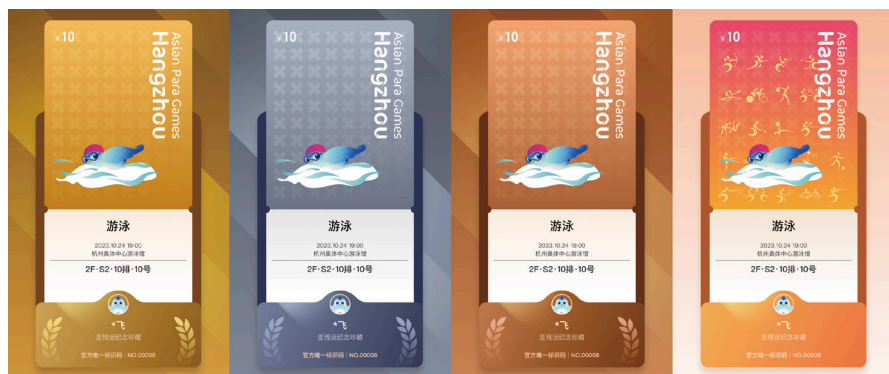 ¥10
Asian Para Games
Hangzhou
游泳
2023.10.24 19:00
杭州奥体中心游泳馆
2F·S2·10排·10号
*飞
亚残运纪念珍藏
官方唯一标识码｜NO.00008
¥10
Asian Para Games
Hangzhou
游泳
2023.10.24 19:00
杭州奥体中心游泳馆
2F·S2·10排·10号
*飞
亚残运纪念珍藏
官方唯一标识码｜NO.00008
¥10
Asian Para Games
Hangzhou
游泳
2023.10.24 19:00
杭州奥体中心游泳馆
2F·S2·10排·10号
*飞
亚残运纪念珍藏
官方唯一标识码｜NO.00008
¥10
Asian Para Games
Hangzhou
游泳
2023.10.24 19:00
杭州奥体中心游泳馆
2F·S2·10排·10号
*飞
亚残运纪念珍藏
官方唯一标识码｜NO.00008